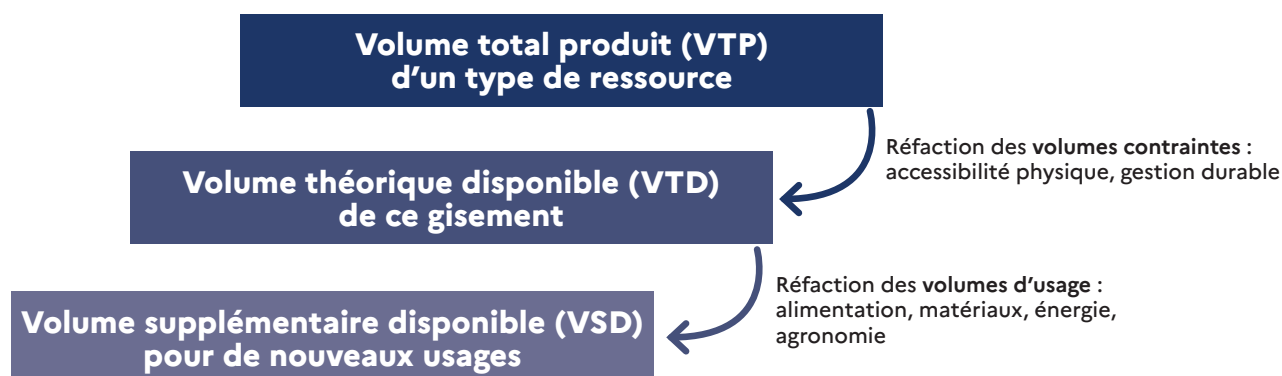 Volume total produit (VTP)
d’un type de ressource
Réfaction des volumes contraintes :
accessibilité physique, gestion durable
Volume théorique disponible (VTD)
de ce gisement
Réfaction des volumes d’usage :
alimentation, matériaux, énergie,
agronomie
Volume supplémentaire disponible (VSD)
pour de nouveaux usages